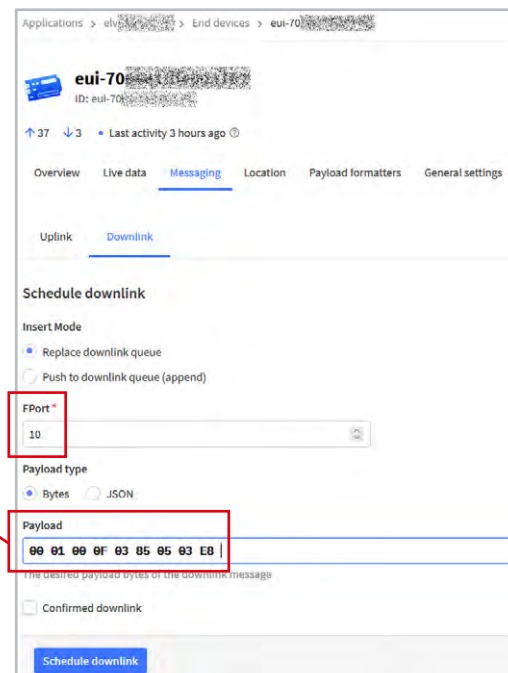 Applications > elv > End devices > eui-70
eui-70
ID: eui-70
↑ 37 ↓ 3 • Last activity 3 hours ago
Overview Live data Messaging Location Payload formatters General settings
Uplink Downlink
Schedule downlink
Insert Mode
Replace downlink queue
Push to downlink queue (append)
FPort *
10
Payload type
Bytes JSON
Payload
00 01 00 0F 03 85 05 03 E8
The desired payload bytes of the downlink message
Confirmed downlink
Schedule downlink